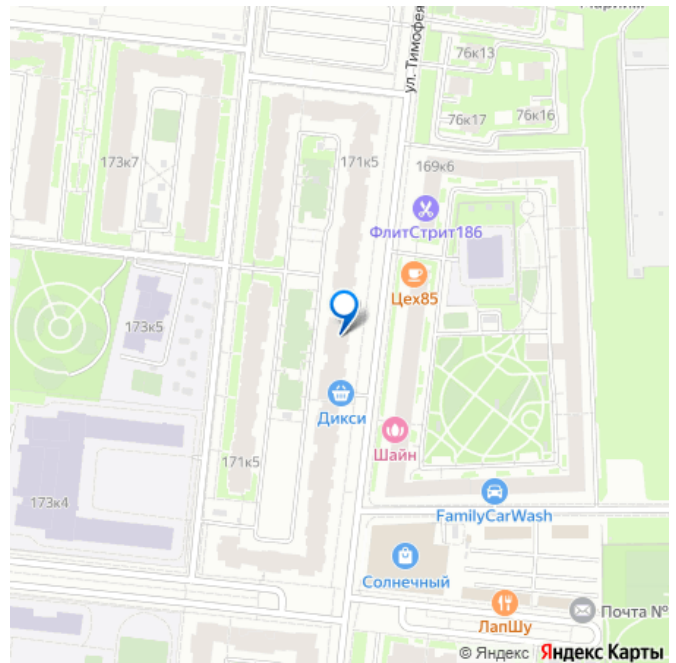 ул. Тимофея
76к13
76к17
76к16
173к7
171к5
169к6
ФлитСтрит186
Цех85
173к5
Дикси
Шайн
171к5
173к4
FamilyCarWash
Солнечный
ЛапШу
Почта №
© Яндекс Яндекс Карты